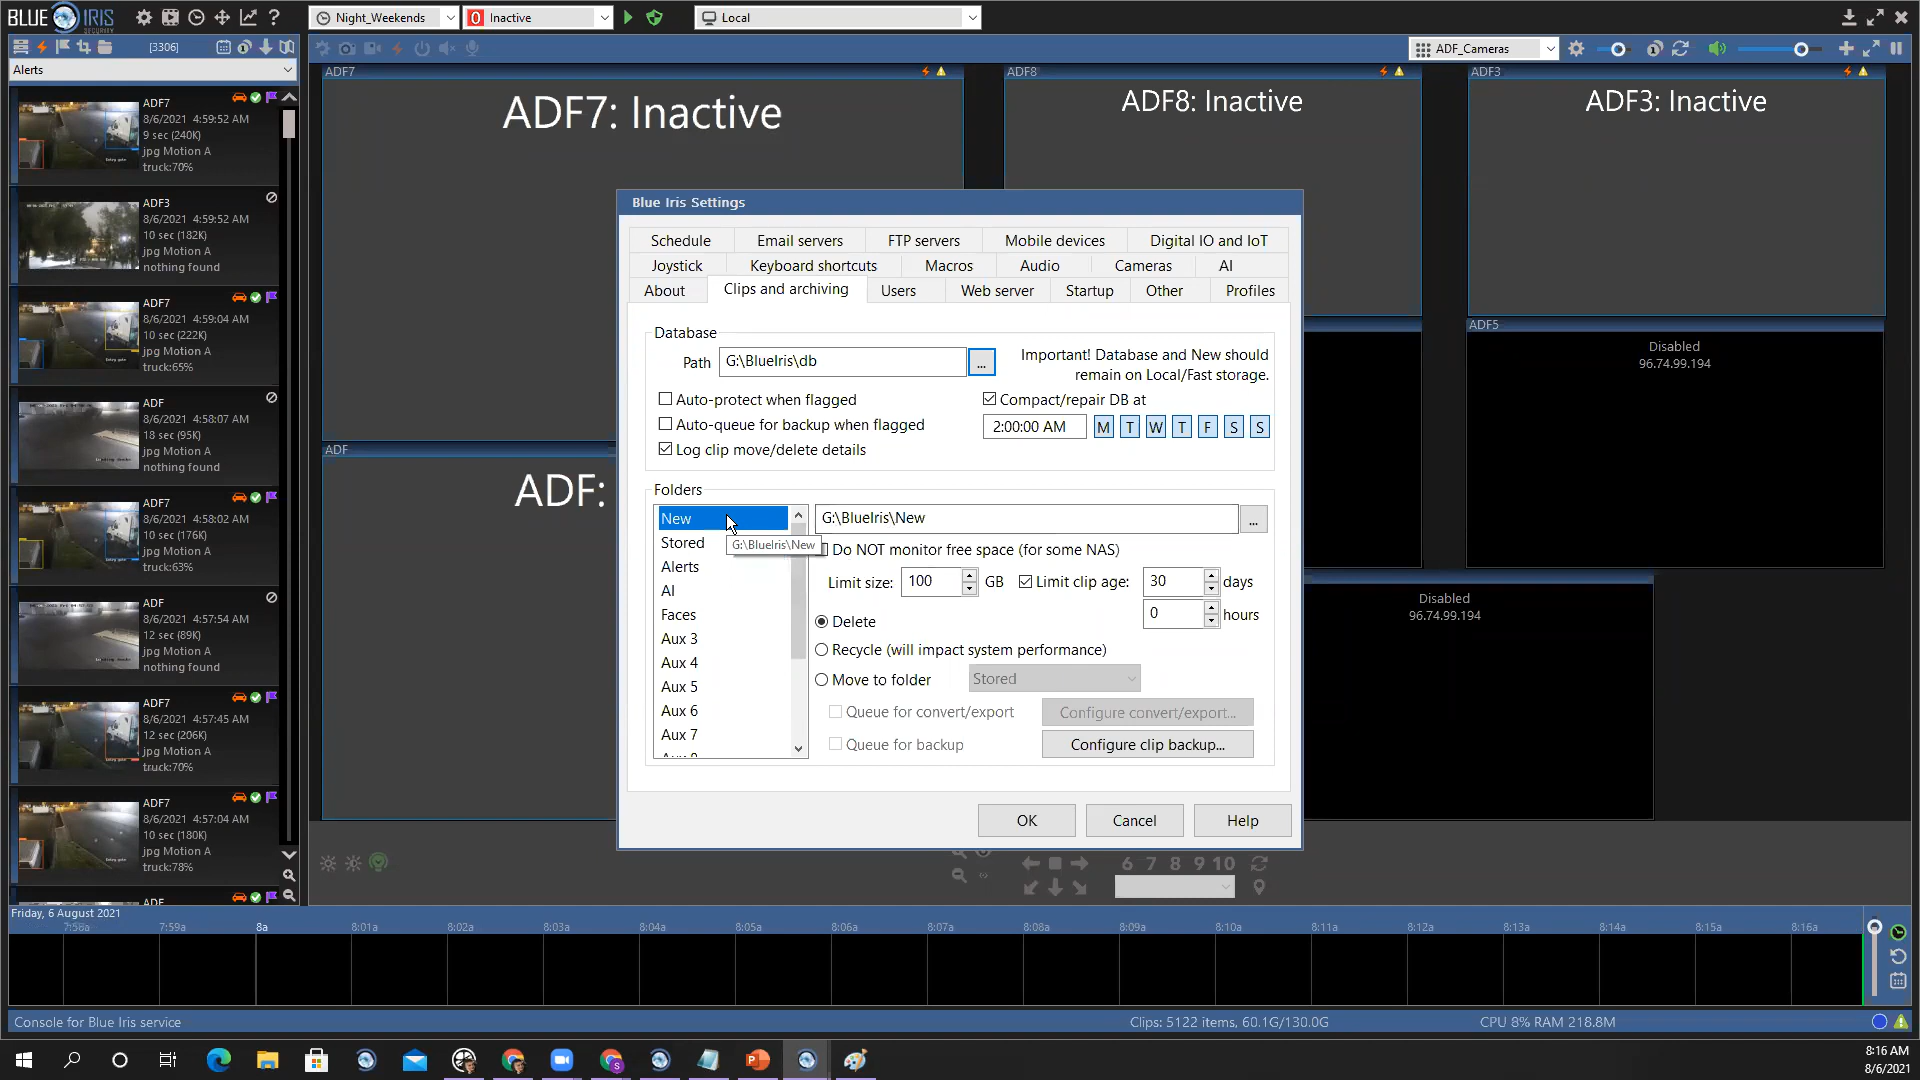 BLUE IRIS
SECURITY
Night_Weekends
0 Inactive
Local
[3306]
ADF_Cameras
Alerts
ADF7
8/6/2021 4:59:52 AM
9 sec (240K)
jpg Motion A
truck:70%
ADF3
8/6/2021 4:59:52 AM
10 sec (182K)
jpg Motion A
nothing found
ADF7
8/6/2021 4:59:04 AM
10 sec (222K)
jpg Motion A
truck:65%
ADF
8/6/2021 4:58:07 AM
18 sec (95K)
jpg Motion A
nothing found
ADF7
8/6/2021 4:58:02 AM
10 sec (176K)
jpg Motion A
truck:63%
ADF
8/6/2021 4:57:54 AM
12 sec (89K)
jpg Motion A
nothing found
ADF7
8/6/2021 4:57:45 AM
12 sec (206K)
jpg Motion A
truck:70%
ADF7
8/6/2021 4:57:04 AM
10 sec (180K)
jpg Motion A
truck:78%
ADF
ADF7
ADF7: Inactive
ADF8
ADF8: Inactive
ADF3
ADF3: Inactive
ADF
ADF:
ADF5
Disabled
96.74.99.194
Disabled
96.74.99.194
Blue Iris Settings
Schedule Email servers FTP servers Mobile devices Digital IO and IoT
Joystick Keyboard shortcuts Macros Audio Cameras AI
About Clips and archiving Users Web server Startup Other Profiles
Database
Path G:\BlueIris\db ...
Important! Database and New should
remain on Local/Fast storage.
Auto-protect when flagged
Compact/repair DB at
Auto-queue for backup when flagged
2:00:00 AM M T W T F S S
Log clip move/delete details
Folders
New
Stored
Alerts
AI
Faces
Aux 3
Aux 4
Aux 5
Aux 6
Aux 7
G:\BlueIris\New
G:\BlueIris\New ...
Do NOT monitor free space (for some NAS)
Limit size: 100 GB Limit clip age: 30 days
0 hours
Delete
Recycle (will impact system performance)
Move to folder Stored
Queue for convert/export Configure convert/export...
Queue for backup Configure clip backup...
OK Cancel Help
6 7 8 9 10
Friday, 6 August 2021
7:58a 7:59a 8a 8:01a 8:02a 8:03a 8:04a 8:05a 8:06a 8:07a 8:08a 8:09a 8:10a 8:11a 8:12a 8:13a 8:14a 8:15a 8:16a
Console for Blue Iris service
Clips: 5122 items, 60.1G/130.0G
CPU 8% RAM 218.8M
8:16 AM
8/6/2021